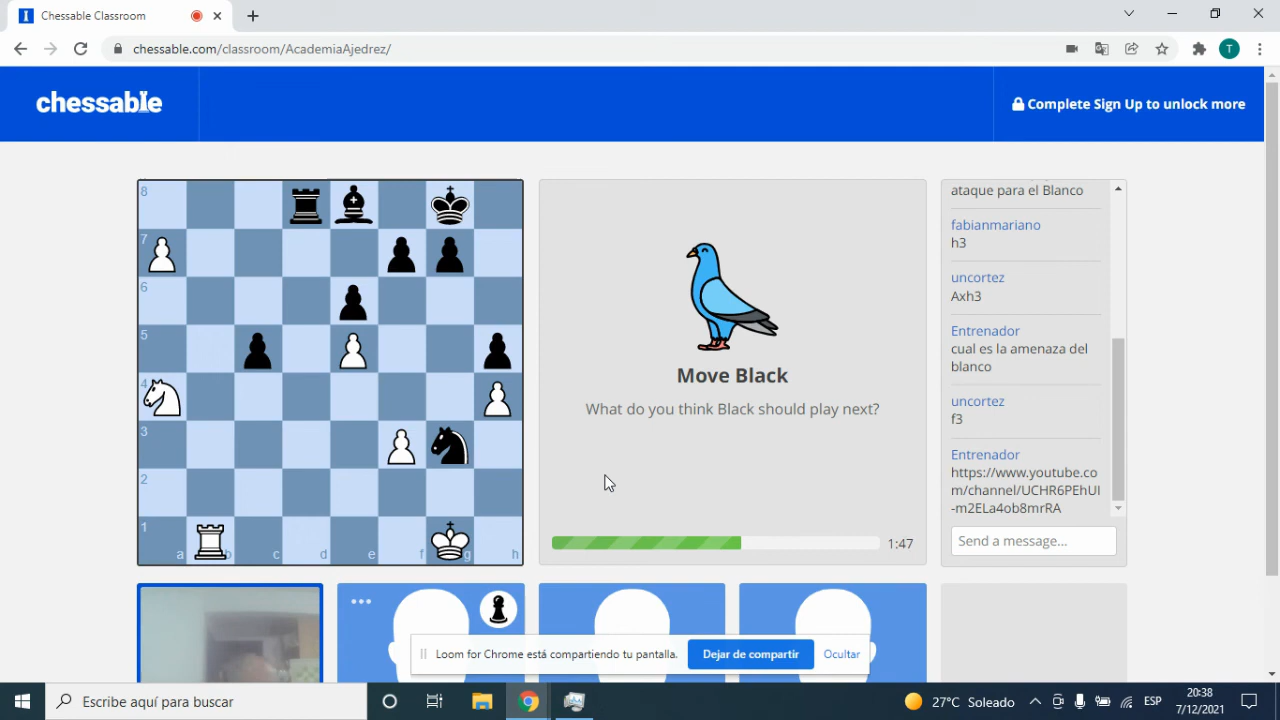 Chessable Classroom
chessable.com/classroom/AcademiaAjedrez/
T
chessable
Complete Sign Up to unlock more
8
7
6
5
4
3
2
1
a b c d e f g h
Move Black
What do you think Black should play next?
1:47
ataque para el Blanco
fabianmariano
h3
uncortez
Axh3
Entrenador
cual es la amenaza del
blanco
uncortez
f3
Entrenador
https://www.youtube.co
m/channel/UCHR6PEhUI
-m2ELa4ob8mrRA
Send a message...
Loom for Chrome está compartiendo tu pantalla.
Dejar de compartir
Ocultar
Escribe aquí para buscar
27°C Soleado
ESP
20:38
7/12/2021